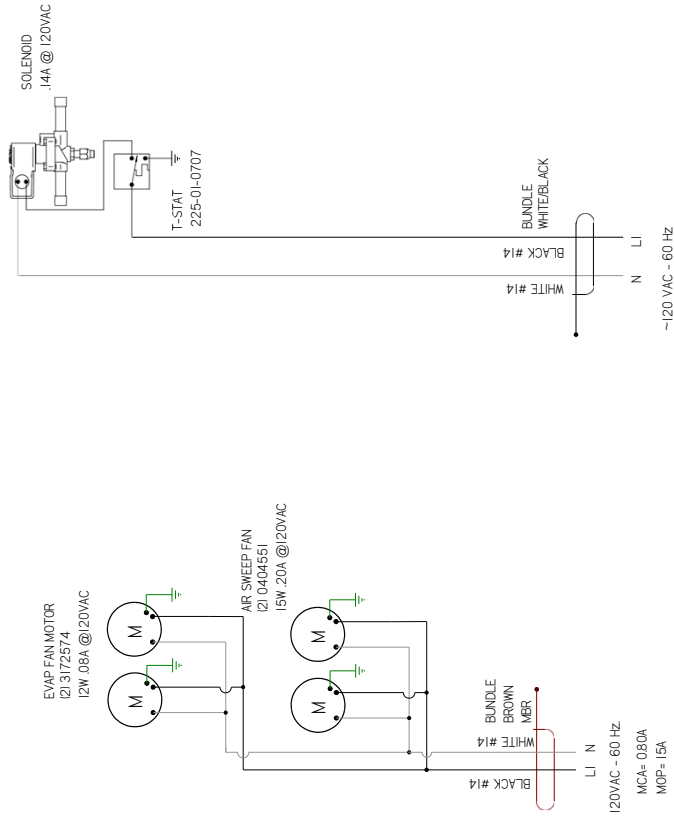 SOLENOID
.14A @ 120VAC
T-STAT
225-01-0707
BUNDLE
WHITE/BLACK
BLACK #14
WHITE #14
L1
N
~120 VAC - 60 Hz
EVAP FAN MOTOR
(2) 3172574
12W .08A @120VAC
M
M
AIR SWEEP FAN
(2) 0404551
15W .20A @120VAC
M
M
BUNDLE
BROWN
MBR
WHITE #14
BLACK #14
L1 N
120VAC - 60 HZ.
MCA= 0.80A
MOP= 15A